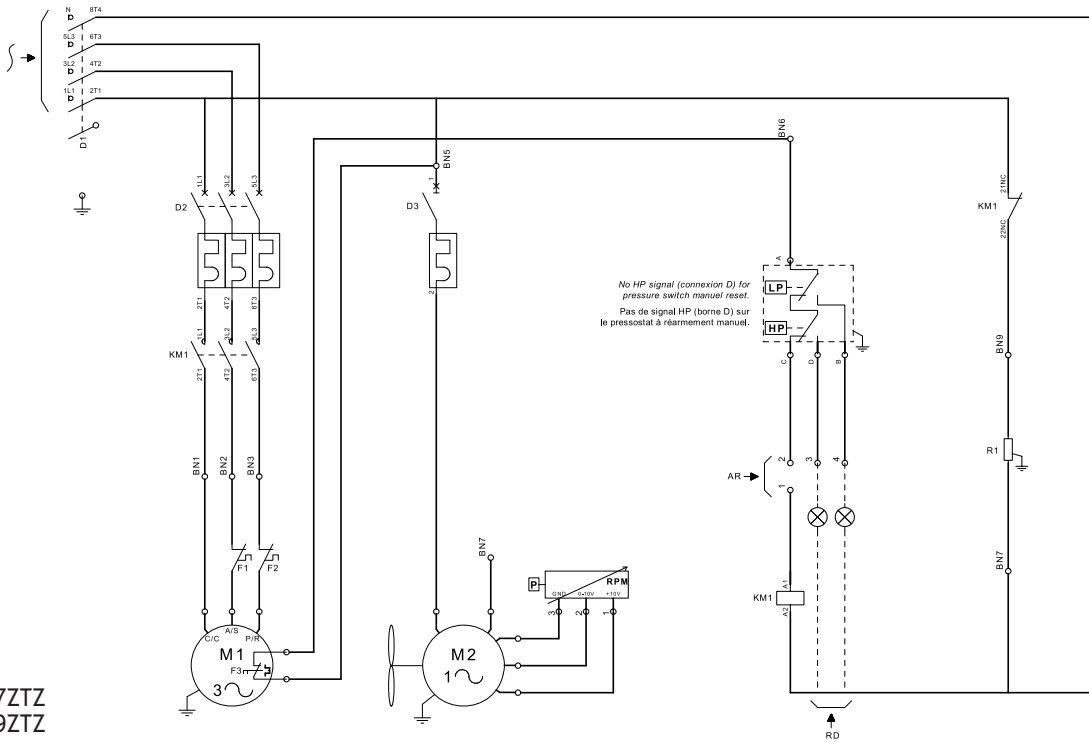 N 8T4
5L3 6T3
3L2 4T2
1L1 2T1
D1
BN6
BN5
1L1 3L2 5L3
1
21NC
D2
D3
KM1
22NC
A
No HP signal (connexion D) for
pressure switch manuel reset.
Pas de signal HP (borne D) sur
le pressostat à réarmement manuel.
LP
HP
2T1 4T2 6T3
2
1L1 3L2 5L3
KM1
2T1 4T2 6T3
C D B
BN9
BN1 BN2 BN3
R1
AR
2 3 4
1
F1 F2
BN7
BN7
P
RPM
GND 0-10V +10V
3 2 1
A1
KM1
A2
C/C A/S P/R
M1
F3
3
M2
1
7ZTZ
9ZTZ
RD